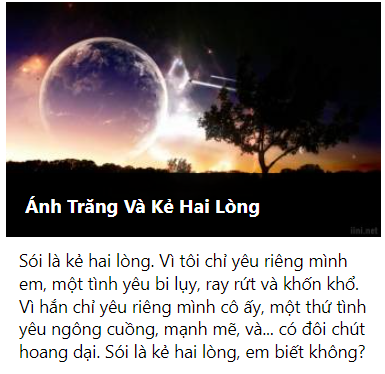 Ánh Trăng Và Kẻ Hai Lòng
iini.net
Sói là kẻ hai lòng. Vì tôi chỉ yêu riêng mình
em, một tình yêu bi lụy, ray rứt và khốn khổ.
Vì hắn chỉ yêu riêng mình cô ấy, một thứ tình
yêu ngông cuồng, mạnh mẽ, và... có đôi chút
hoang dại. Sói là kẻ hai lòng, em biết không?